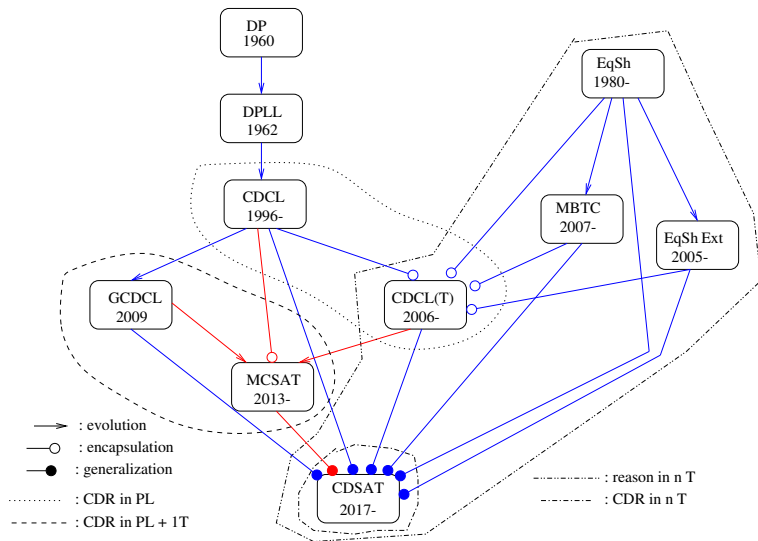 DP
1960
EqSh
1980-
DPLL
1962
CDCL
1996-
MBTC
2007-
EqSh Ext
2005-
GCDCL
2009
CDCL(T)
2006-
MCSAT
2013-
: evolution
: encapsulation
: generalization
: CDR in PL
: CDR in PL + 1T
CDSAT
2017-
: reason in n T
: CDR in n T